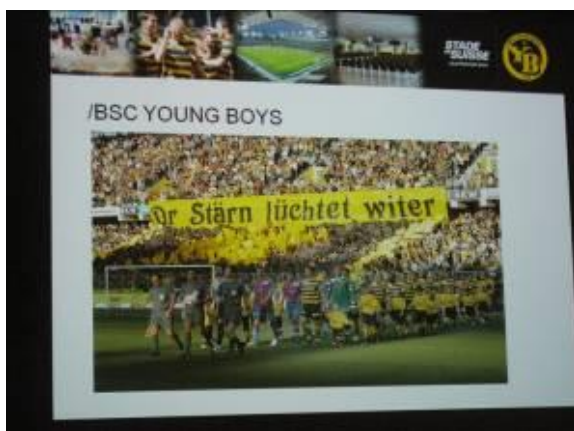 STADE
DE SUISSE
YB
/BSC YOUNG BOYS
Dr Stärn lüchtet witer